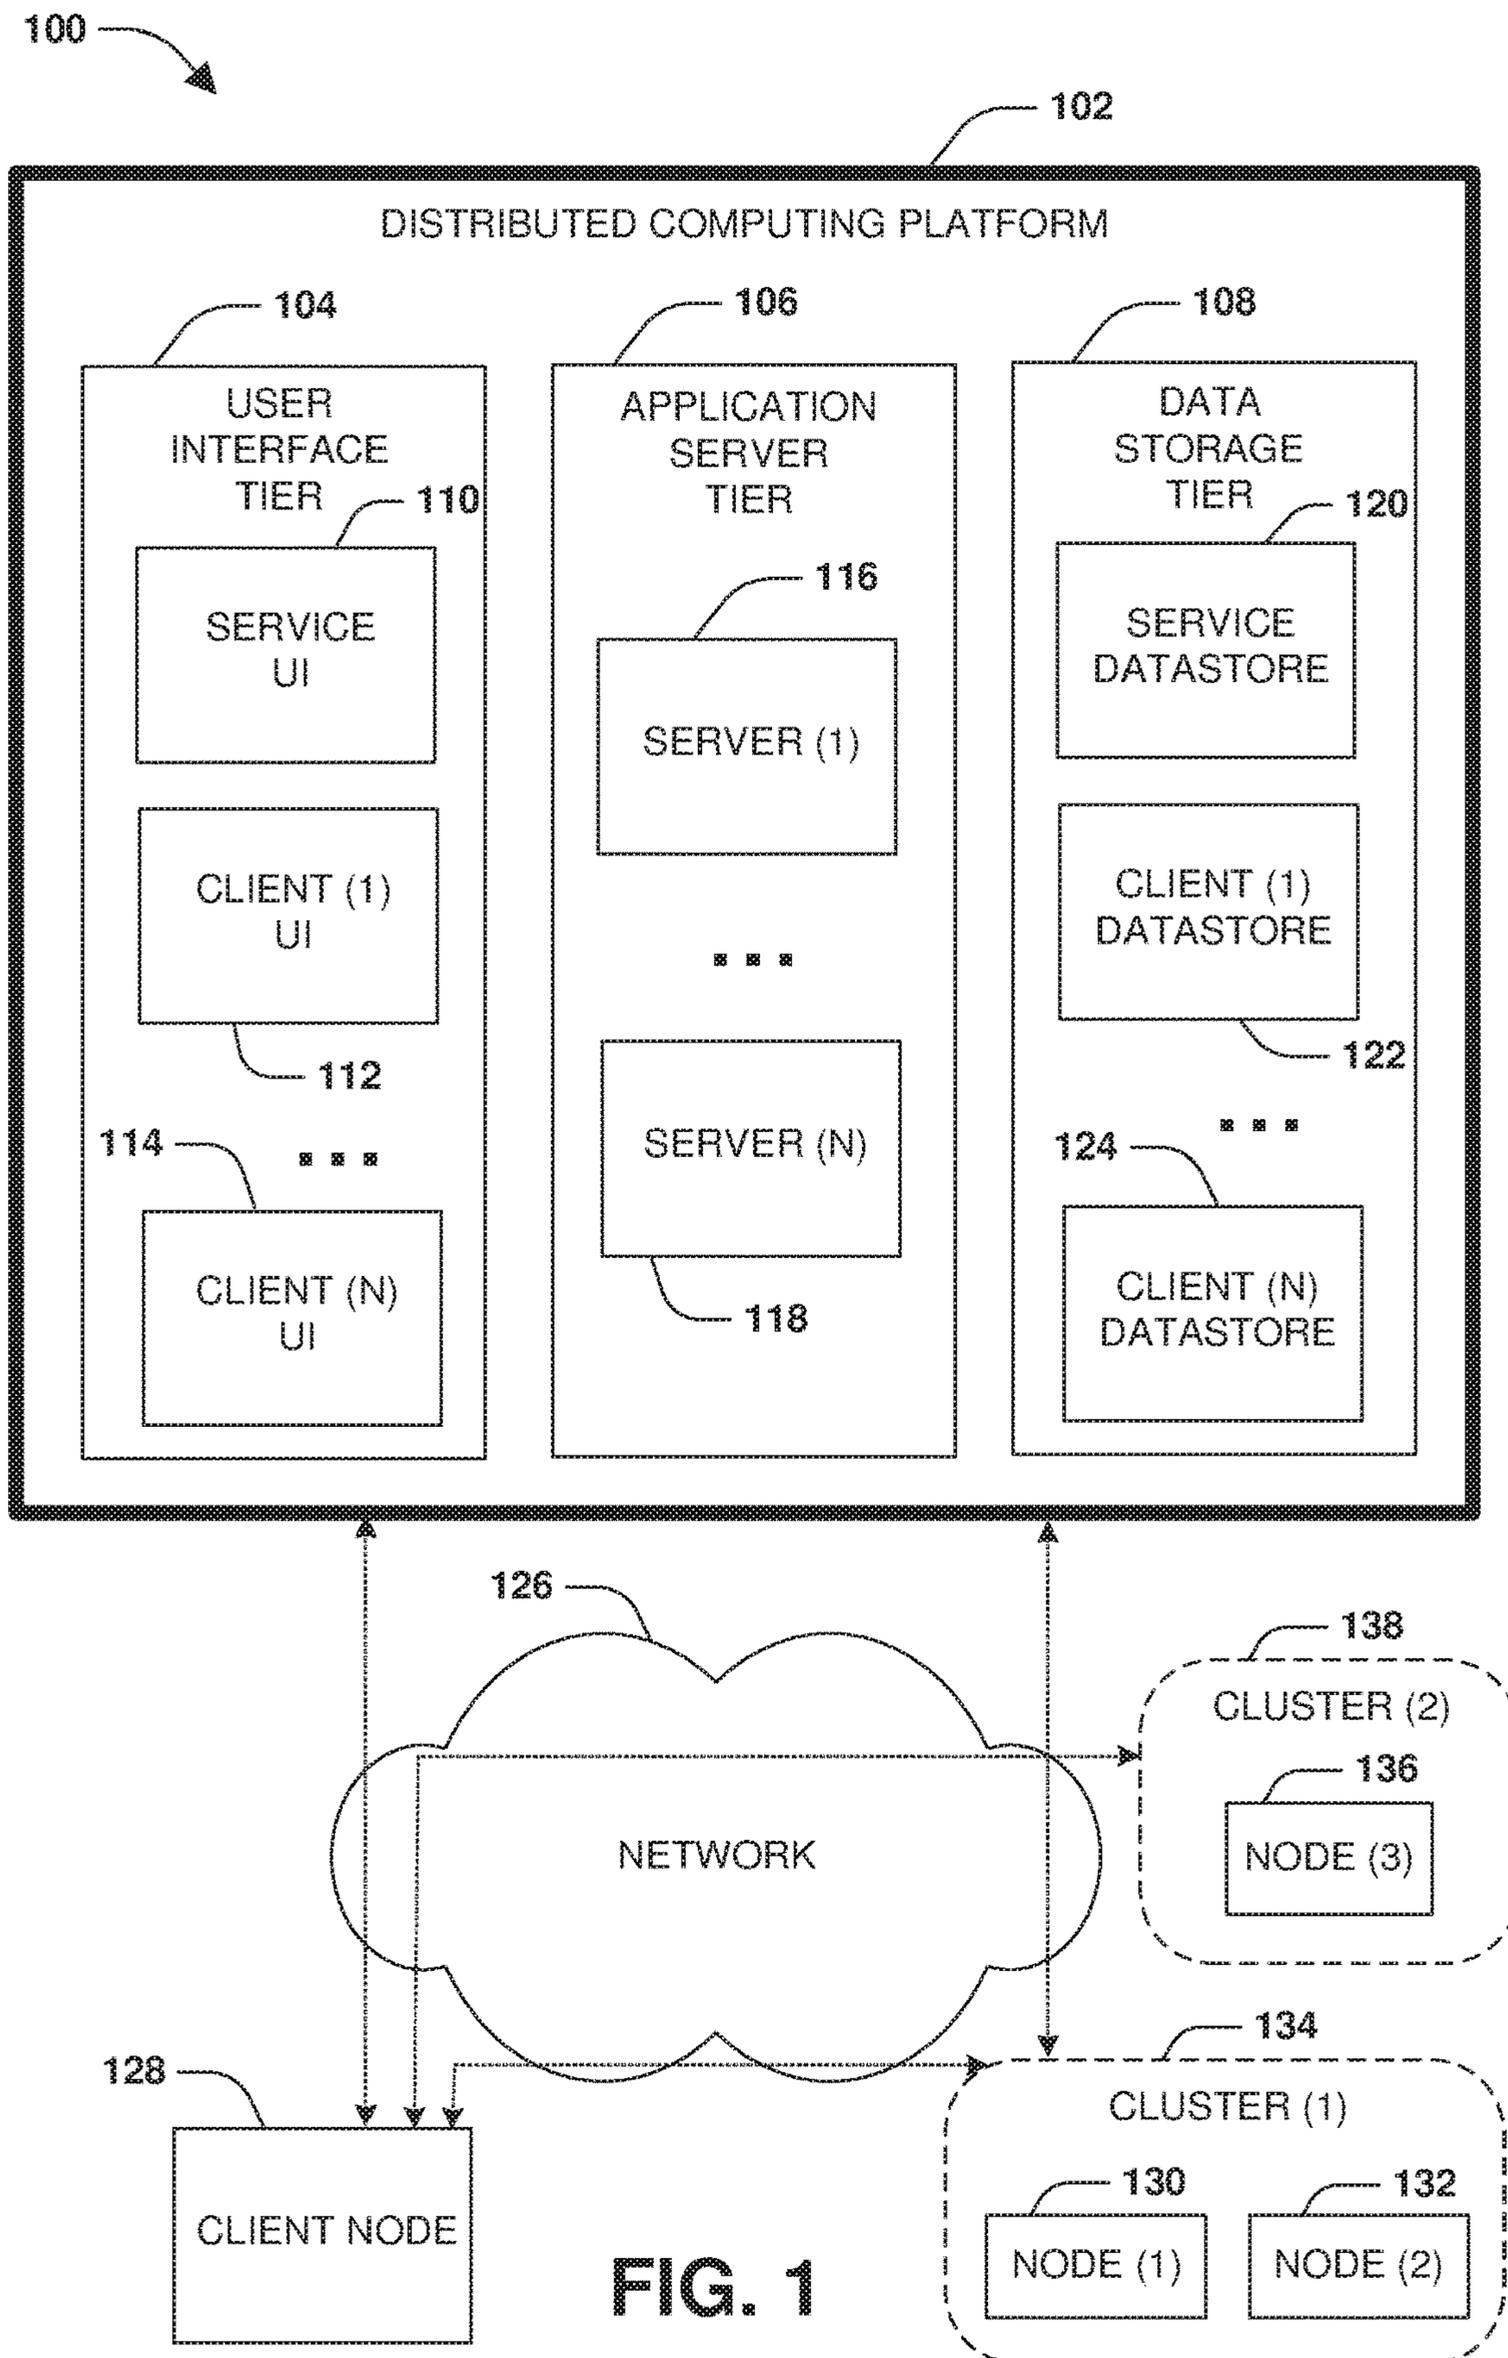 100
102
DISTRIBUTED COMPUTING PLATFORM
104
106
108
USER
INTERFACE
TIER
110
SERVICE
UI
CLIENT (1)
UI
112
114
CLIENT (N)
UI
APPLICATION
SERVER
TIER
116
SERVER (1)
SERVER (N)
118
DATA
STORAGE
TIER
120
SERVICE
DATASTORE
CLIENT (1)
DATASTORE
122
124
CLIENT (N)
DATASTORE
126
NETWORK
138
CLUSTER (2)
136
NODE (3)
128
CLIENT NODE
134
CLUSTER (1)
130
NODE (1)
132
NODE (2)
FIG. 1